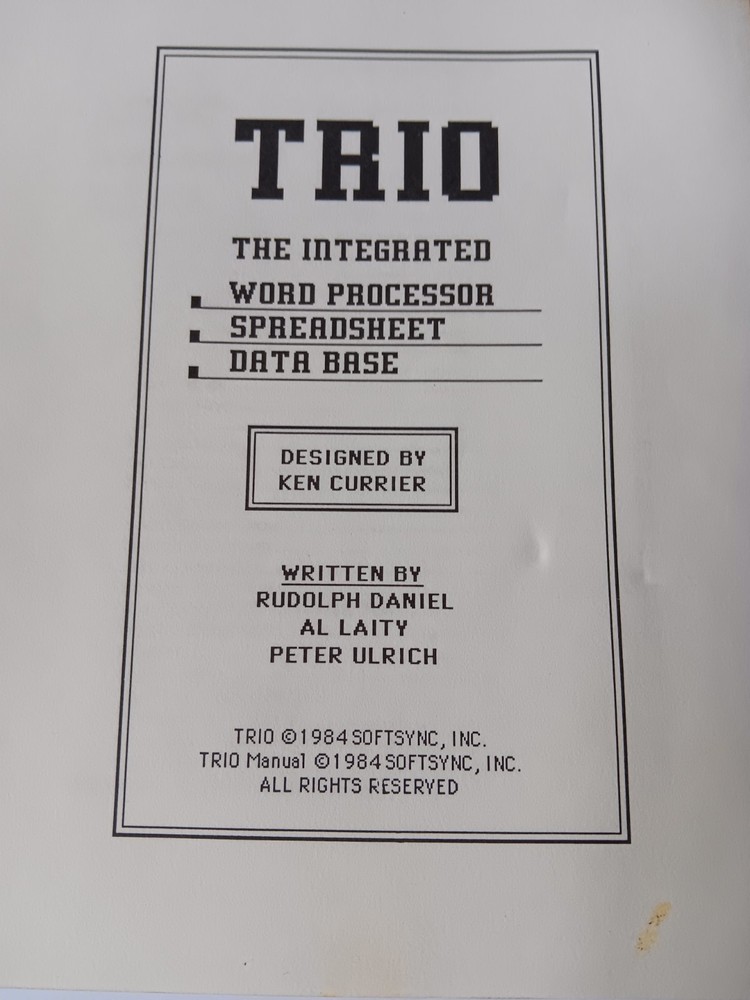 TRIO
THE INTEGRATED
WORD PROCESSOR
SPREADSHEET
DATA BASE
DESIGNED BY
KEN CURRIER
WRITTEN BY
RUDOLPH DANIEL
AL LAITY
PETER ULRICH
TRIO ©1984 SOFTSYNC, INC.
TRIO Manual ©1984 SOFTSYNC, INC.
ALL RIGHTS RESERVED